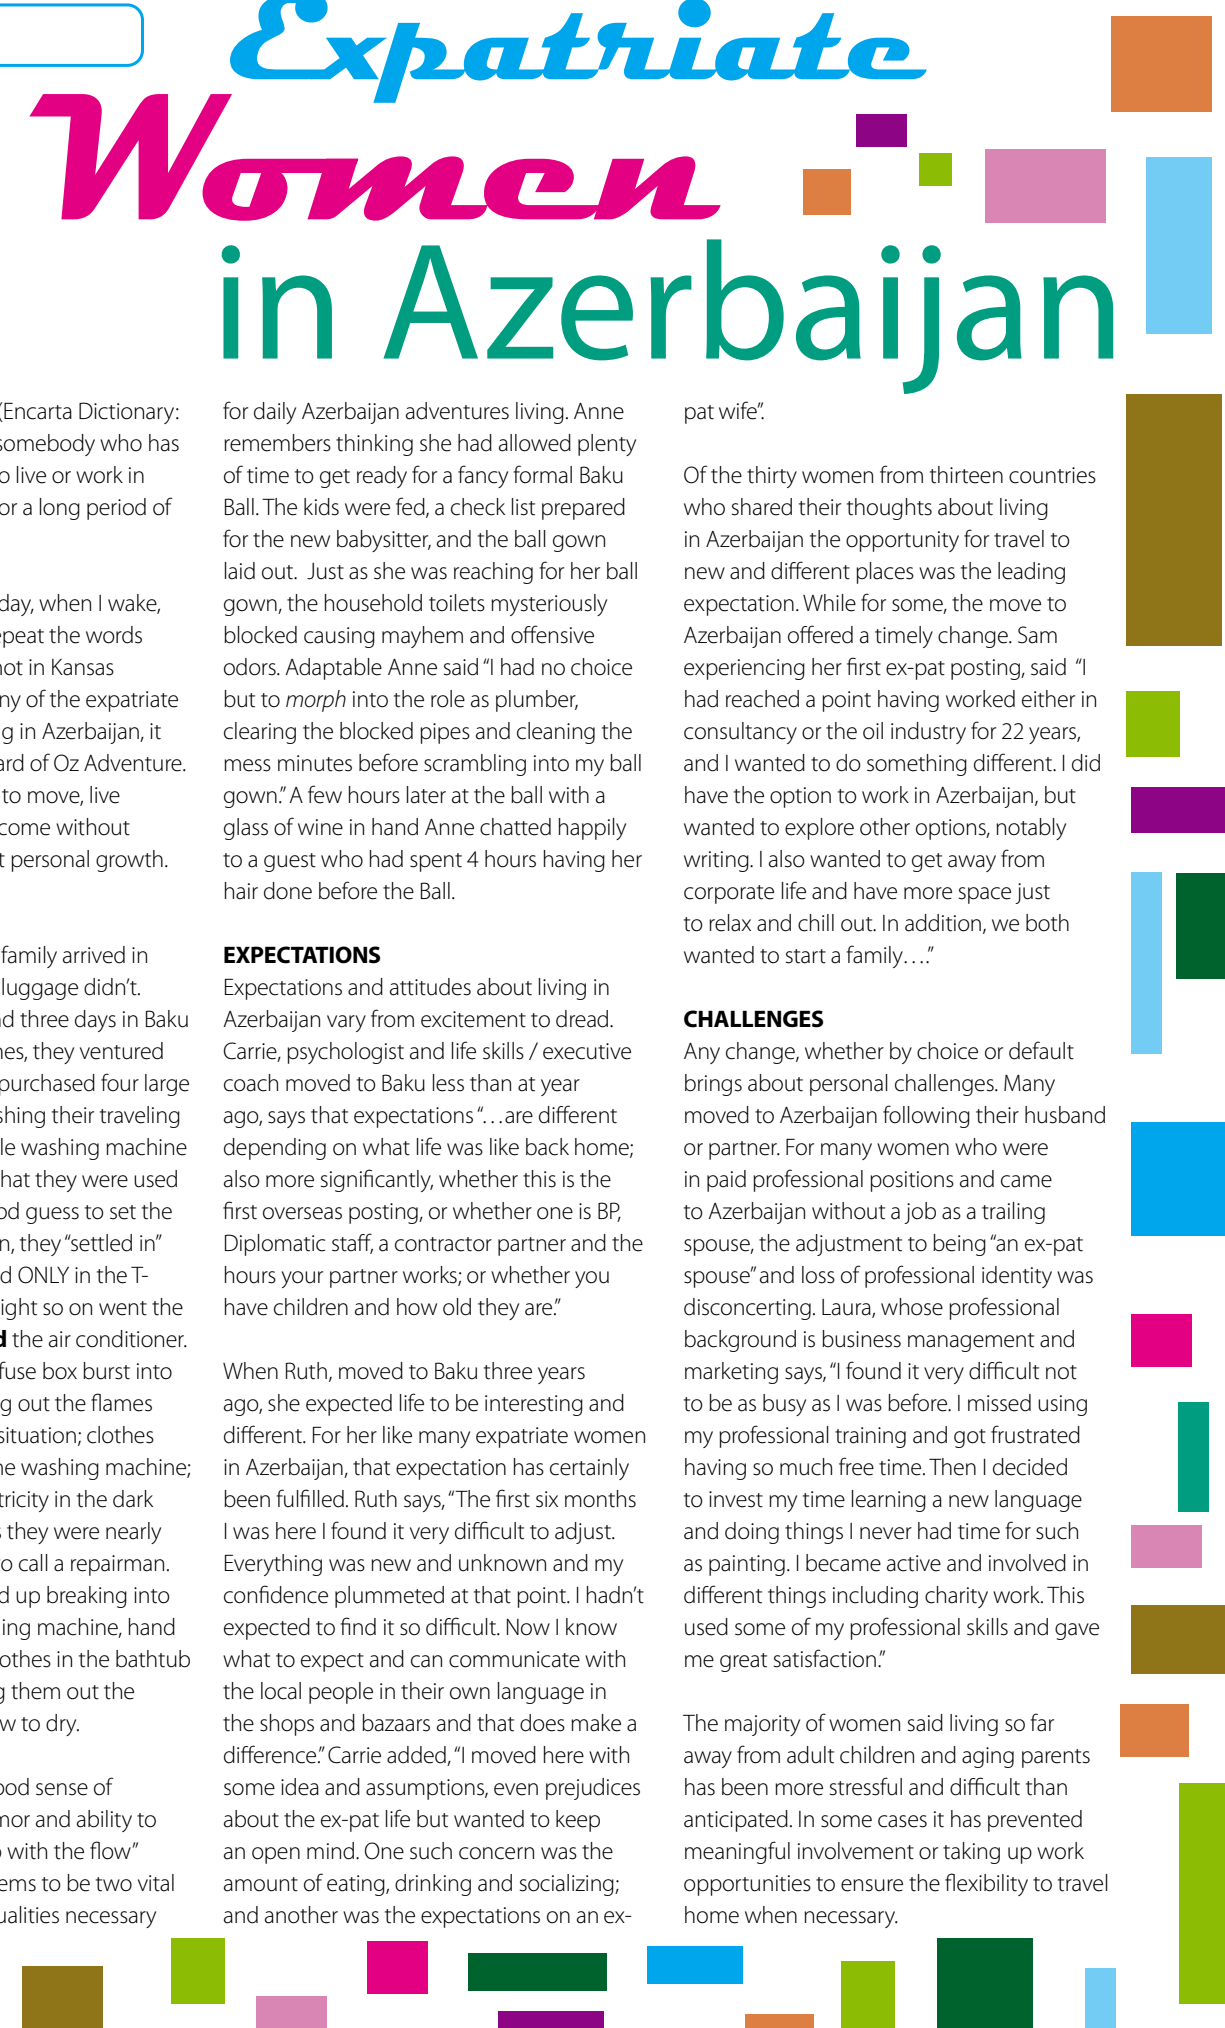 Expatriate
Women
in Azerbaijan
(Encarta Dictionary:
somebody who has
o live or work in
or a long period of
day, when I wake,
epeat the words
not in Kansas
ny of the expatriate
g in Azerbaijan, it
ard of Oz Adventure.
to move, live
come without
t personal growth.
family arrived in
luggage didn’t.
nd three days in Baku
hes, they ventured
purchased four large
shing their traveling
le washing machine
hat they were used
od guess to set the
n, they “settled in”
d ONLY in the T-
ight so on went the
d the air conditioner.
fuse box burst into
g out the flames
situation; clothes
he washing machine;
tricity in the dark
s they were nearly
to call a repairman.
d up breaking into
ing machine, hand
othes in the bathtub
g them out the
w to dry.
ood sense of
mor and ability to
o with the flow”
ems to be two vital
ualities necessary
for daily Azerbaijan adventures living. Anne
remembers thinking she had allowed plenty
of time to get ready for a fancy formal Baku
Ball. The kids were fed, a check list prepared
for the new babysitter, and the ball gown
laid out.  Just as she was reaching for her ball
gown, the household toilets mysteriously
blocked causing mayhem and offensive
odors. Adaptable Anne said “I had no choice
but to morph into the role as plumber,
clearing the blocked pipes and cleaning the
mess minutes before scrambling into my ball
gown.” A few hours later at the ball with a
glass of wine in hand Anne chatted happily
to a guest who had spent 4 hours having her
hair done before the Ball.
EXPECTATIONS
Expectations and attitudes about living in
Azerbaijan vary from excitement to dread.
Carrie, psychologist and life skills / executive
coach moved to Baku less than at year
ago, says that expectations “…are different
depending on what life was like back home;
also more significantly, whether this is the
first overseas posting, or whether one is BP,
Diplomatic staff, a contractor partner and the
hours your partner works; or whether you
have children and how old they are.”
When Ruth, moved to Baku three years
ago, she expected life to be interesting and
different. For her like many expatriate women
in Azerbaijan, that expectation has certainly
been fulfilled. Ruth says, “The first six months
I was here I found it very difficult to adjust.
Everything was new and unknown and my
confidence plummeted at that point. I hadn’t
expected to find it so difficult. Now I know
what to expect and can communicate with
the local people in their own language in
the shops and bazaars and that does make a
difference.” Carrie added, “I moved here with
some idea and assumptions, even prejudices
about the ex-pat life but wanted to keep
an open mind. One such concern was the
amount of eating, drinking and socializing;
and another was the expectations on an ex-
pat wife”.
Of the thirty women from thirteen countries
who shared their thoughts about living
in Azerbaijan the opportunity for travel to
new and different places was the leading
expectation. While for some, the move to
Azerbaijan offered a timely change. Sam
experiencing her first ex-pat posting, said  “I
had reached a point having worked either in
consultancy or the oil industry for 22 years,
and I wanted to do something different. I did
have the option to work in Azerbaijan, but
wanted to explore other options, notably
writing. I also wanted to get away from
corporate life and have more space just
to relax and chill out. In addition, we both
wanted to start a family….”
CHALLENGES
Any change, whether by choice or default
brings about personal challenges. Many
moved to Azerbaijan following their husband
or partner. For many women who were
in paid professional positions and came
to Azerbaijan without a job as a trailing
spouse, the adjustment to being “an ex-pat
spouse” and loss of professional identity was
disconcerting. Laura, whose professional
background is business management and
marketing says, “I found it very difficult not
to be as busy as I was before. I missed using
my professional training and got frustrated
having so much free time. Then I decided
to invest my time learning a new language
and doing things I never had time for such
as painting. I became active and involved in
different things including charity work. This
used some of my professional skills and gave
me great satisfaction.”
The majority of women said living so far
away from adult children and aging parents
has been more stressful and difficult than
anticipated. In some cases it has prevented
meaningful involvement or taking up work
opportunities to ensure the flexibility to travel
home when necessary.